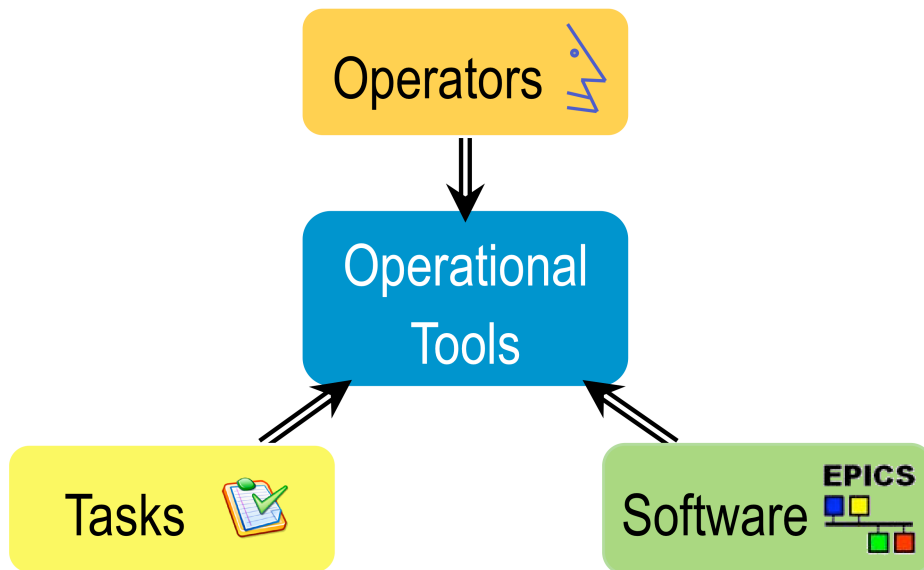 Operators
Operational
Tools
Tasks
Software
EPICS